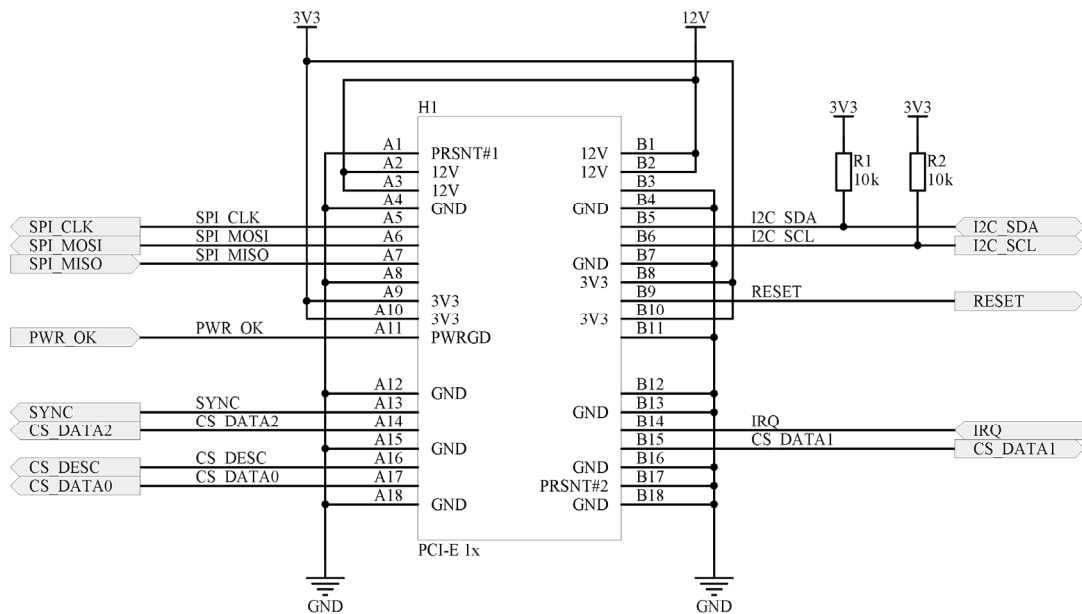 3V3 12V
H1
3V3 3V3
A1 PRSNT#1 12V B1
A2 12V 12V B2
R1 R2
10k 10k
A3 12V B3
A4 GND GND B4
SPI_CLK SPI_CLK A5 B5 I2C_SDA I2C_SDA
SPI_MOSI SPI_MOSI A6 B6 I2C_SCL I2C_SCL
SPI_MISO SPI_MISO A7 GND B7
A8 3V3 B8
A9 3V3 B9 RESET RESET
A10 3V3 3V3 B10
PWR_OK PWR_OK A11 PWRGD B11
A12 GND B12
SYNC SYNC A13 GND B13
CS_DATA2 CS_DATA2 A14 B14 IRQ IRQ
A15 GND B15 CS_DATA1 CS_DATA1
CS_DESC CS_DESC A16 GND B16
CS_DATA0 CS_DATA0 A17 PRSNT#2 B17
A18 GND GND B18
PCI-E 1x
GND GND